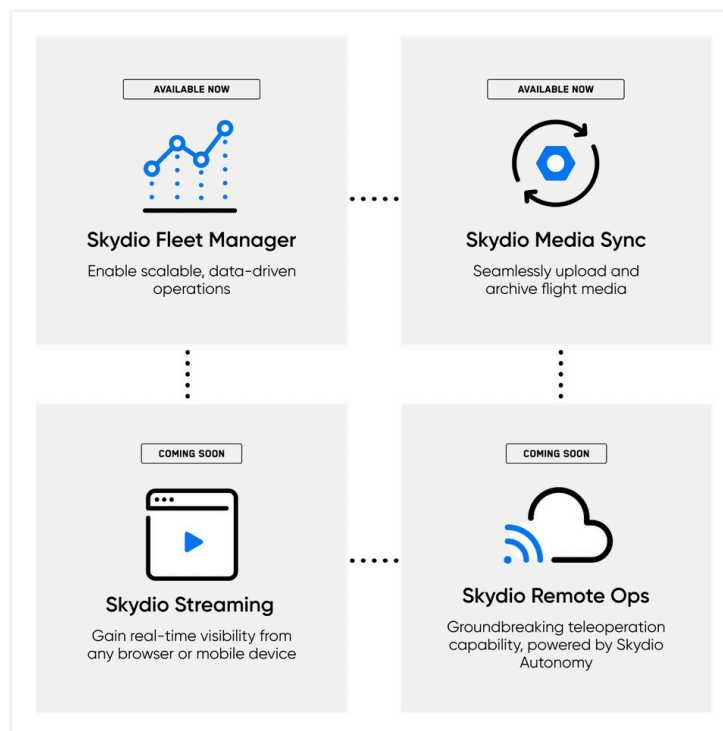 AVAILABLE NOW
Skydio Fleet Manager
Enable scalable, data-driven
operations
AVAILABLE NOW
Skydio Media Sync
Seamlessly upload and
archive flight media
COMING SOON
Skydio Streaming
Gain real-time visibility from
any browser or mobile device
COMING SOON
Skydio Remote Ops
Groundbreaking teleoperation
capability, powered by Skydio
Autonomy